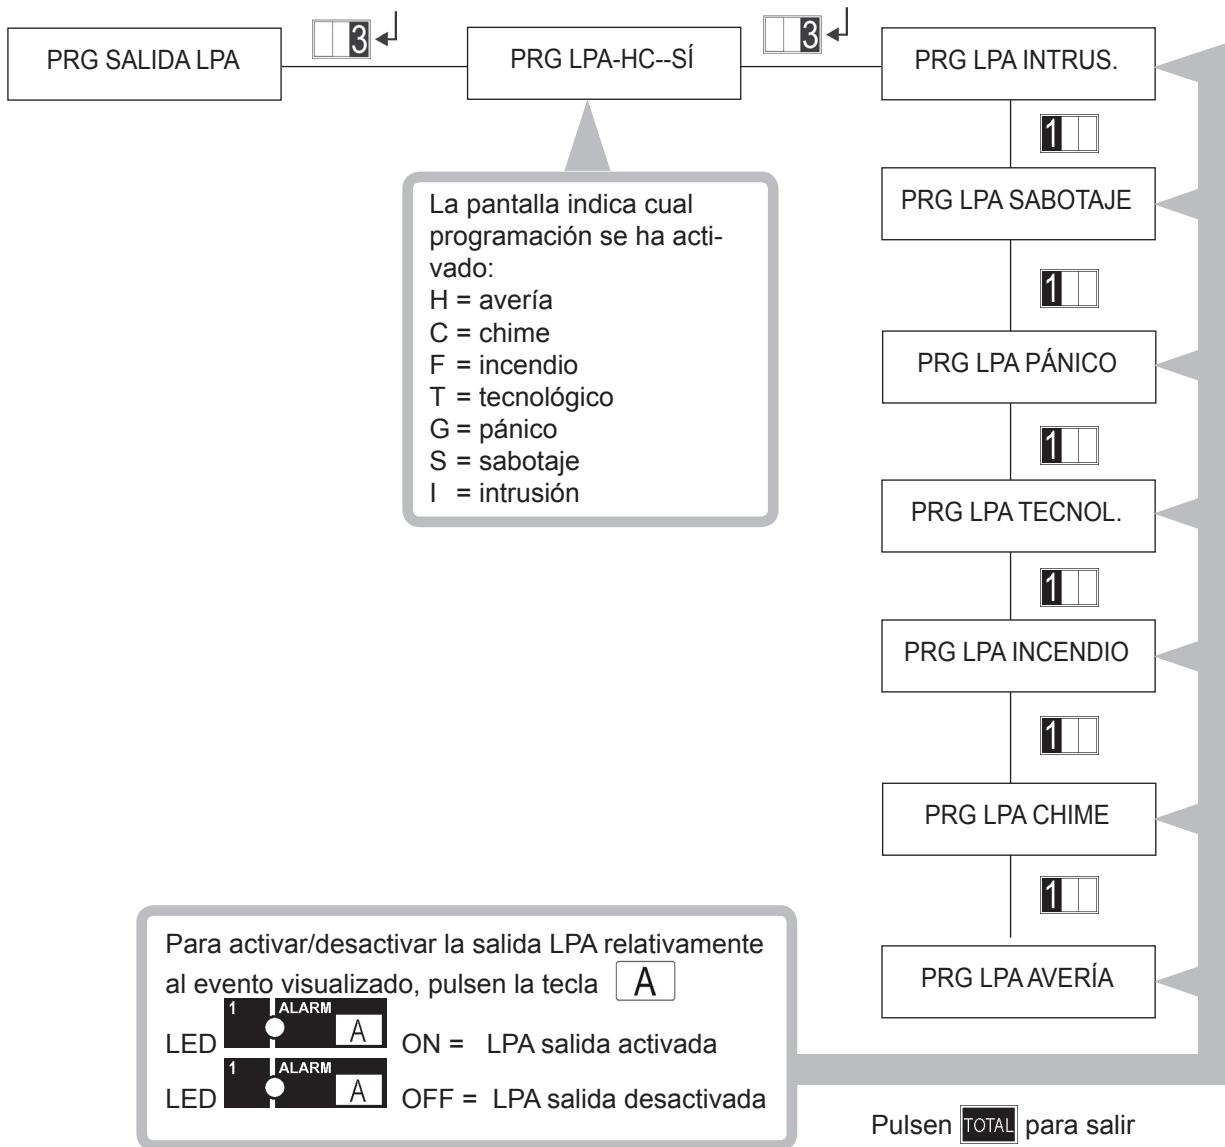 PRG SALIDA LPA
3
PRG LPA-HC--SÍ
3
PRG LPA INTRUS.
1
PRG LPA SABOTAJE
1
PRG LPA PÁNICO
1
PRG LPA TECNOL.
1
PRG LPA INCENDIO
1
PRG LPA CHIME
1
PRG LPA AVERÍA
La pantalla indica cual
programación se ha acti-
vado:
H = avería
C = chime
F = incendio
T = tecnológico
G = pánico
S = sabotaje
I = intrusión
Para activar/desactivar la salida LPA relativamente
al evento visualizado, pulsen la tecla A
LED 1 ALARM A ON = LPA salida activada
LED 1 ALARM A OFF = LPA salida desactivada
Pulsen TOTAL para salir